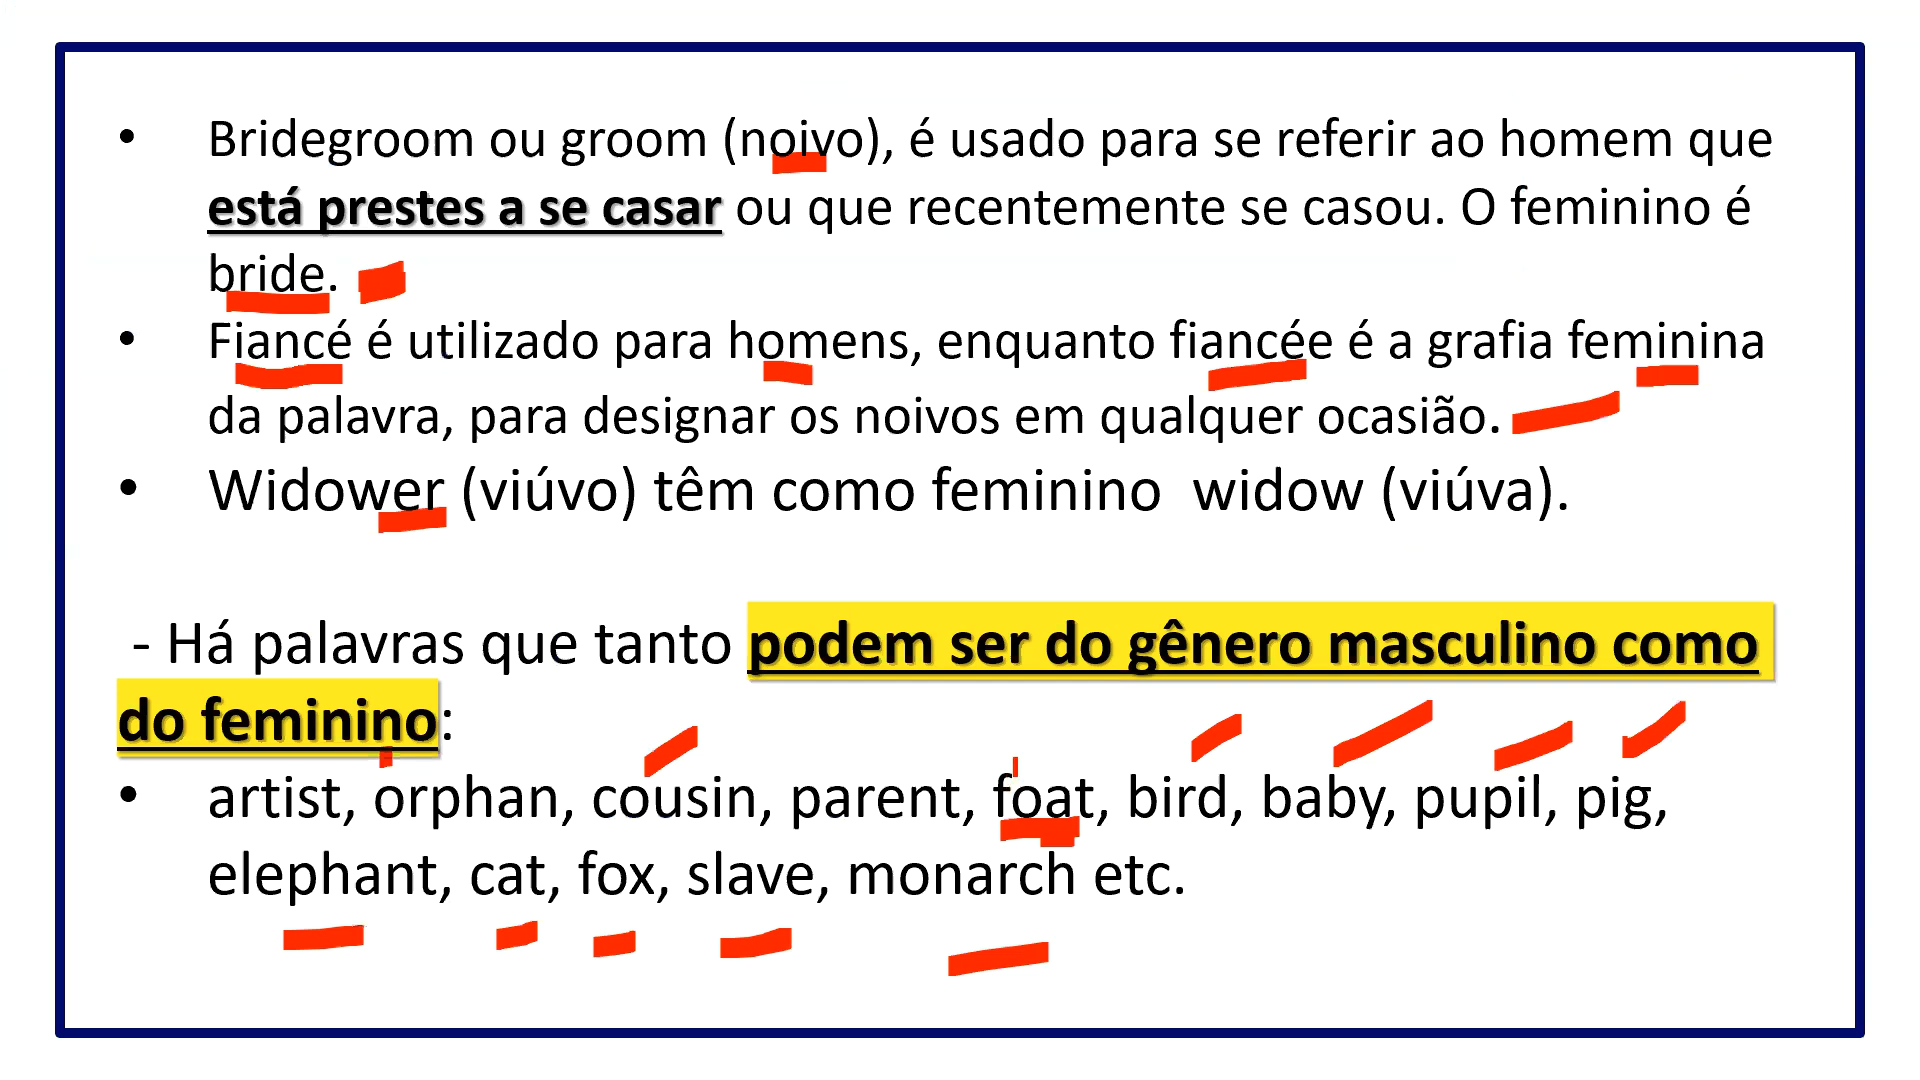 • Bridegroom ou groom (noivo), é usado para se referir ao homem que
está prestes a se casar ou que recentemente se casou. O feminino é
bride.
• Fiancé é utilizado para homens, enquanto fiancée é a grafia feminina
da palavra, para designar os noivos em qualquer ocasião.
• Widower (viúvo) têm como feminino widow (viúva).
- Há palavras que tanto podem ser do gênero masculino como
do feminino:
• artist, orphan, cousin, parent, foat, bird, baby, pupil, pig,
elephant, cat, fox, slave, monarch etc.